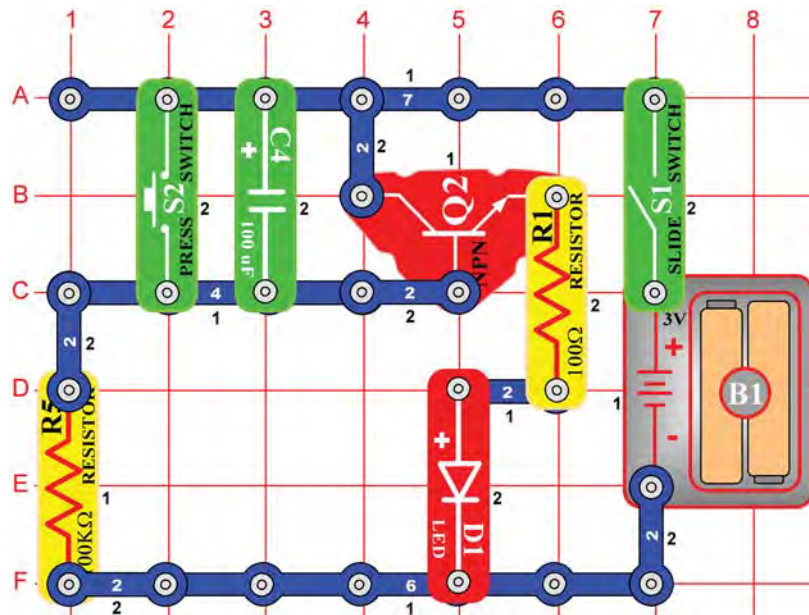 1 2 3 4 5 6 7 8
A
1
7
B
2
2
S2
PRESS SWITCH
2
C4
+
100 uF
2
1
Q2
NPN
R1
RESISTOR
100Ω
2
S1
SLIDE SWITCH
2
C
4
1
2
2
3V
+
-
B1
1
D
2
2
2
1
R5
RESISTOR
00KΩ
1
+
D1
LED
2
E
2
2
F
2
2
6
1